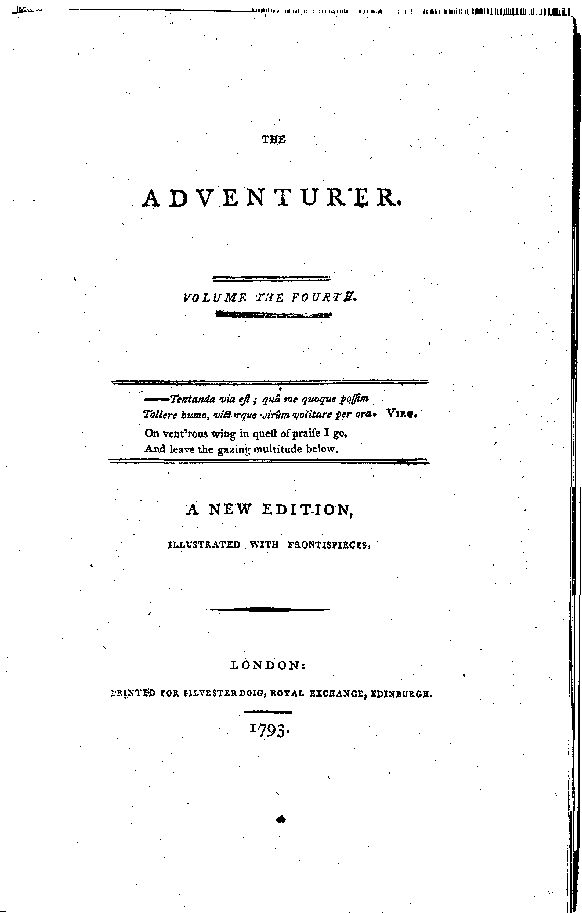 THE
ADVENTURER.
VOLUME THE FOURTH.
——Tentanda via eſt; quâ me quoque poſſim
Tollere humo, victorque virûm volitare per ora. VIRG.
On vent'rous wing in queſt of praiſe I go,
And leave the gazing multitude below.
A NEW EDITION,
ILLUSTRATED WITH FRONTISPIECES.
LONDON:
PRINTED FOR SILVESTER DOIG, ROYAL EXCHANGE, EDINBURGH.
1793.